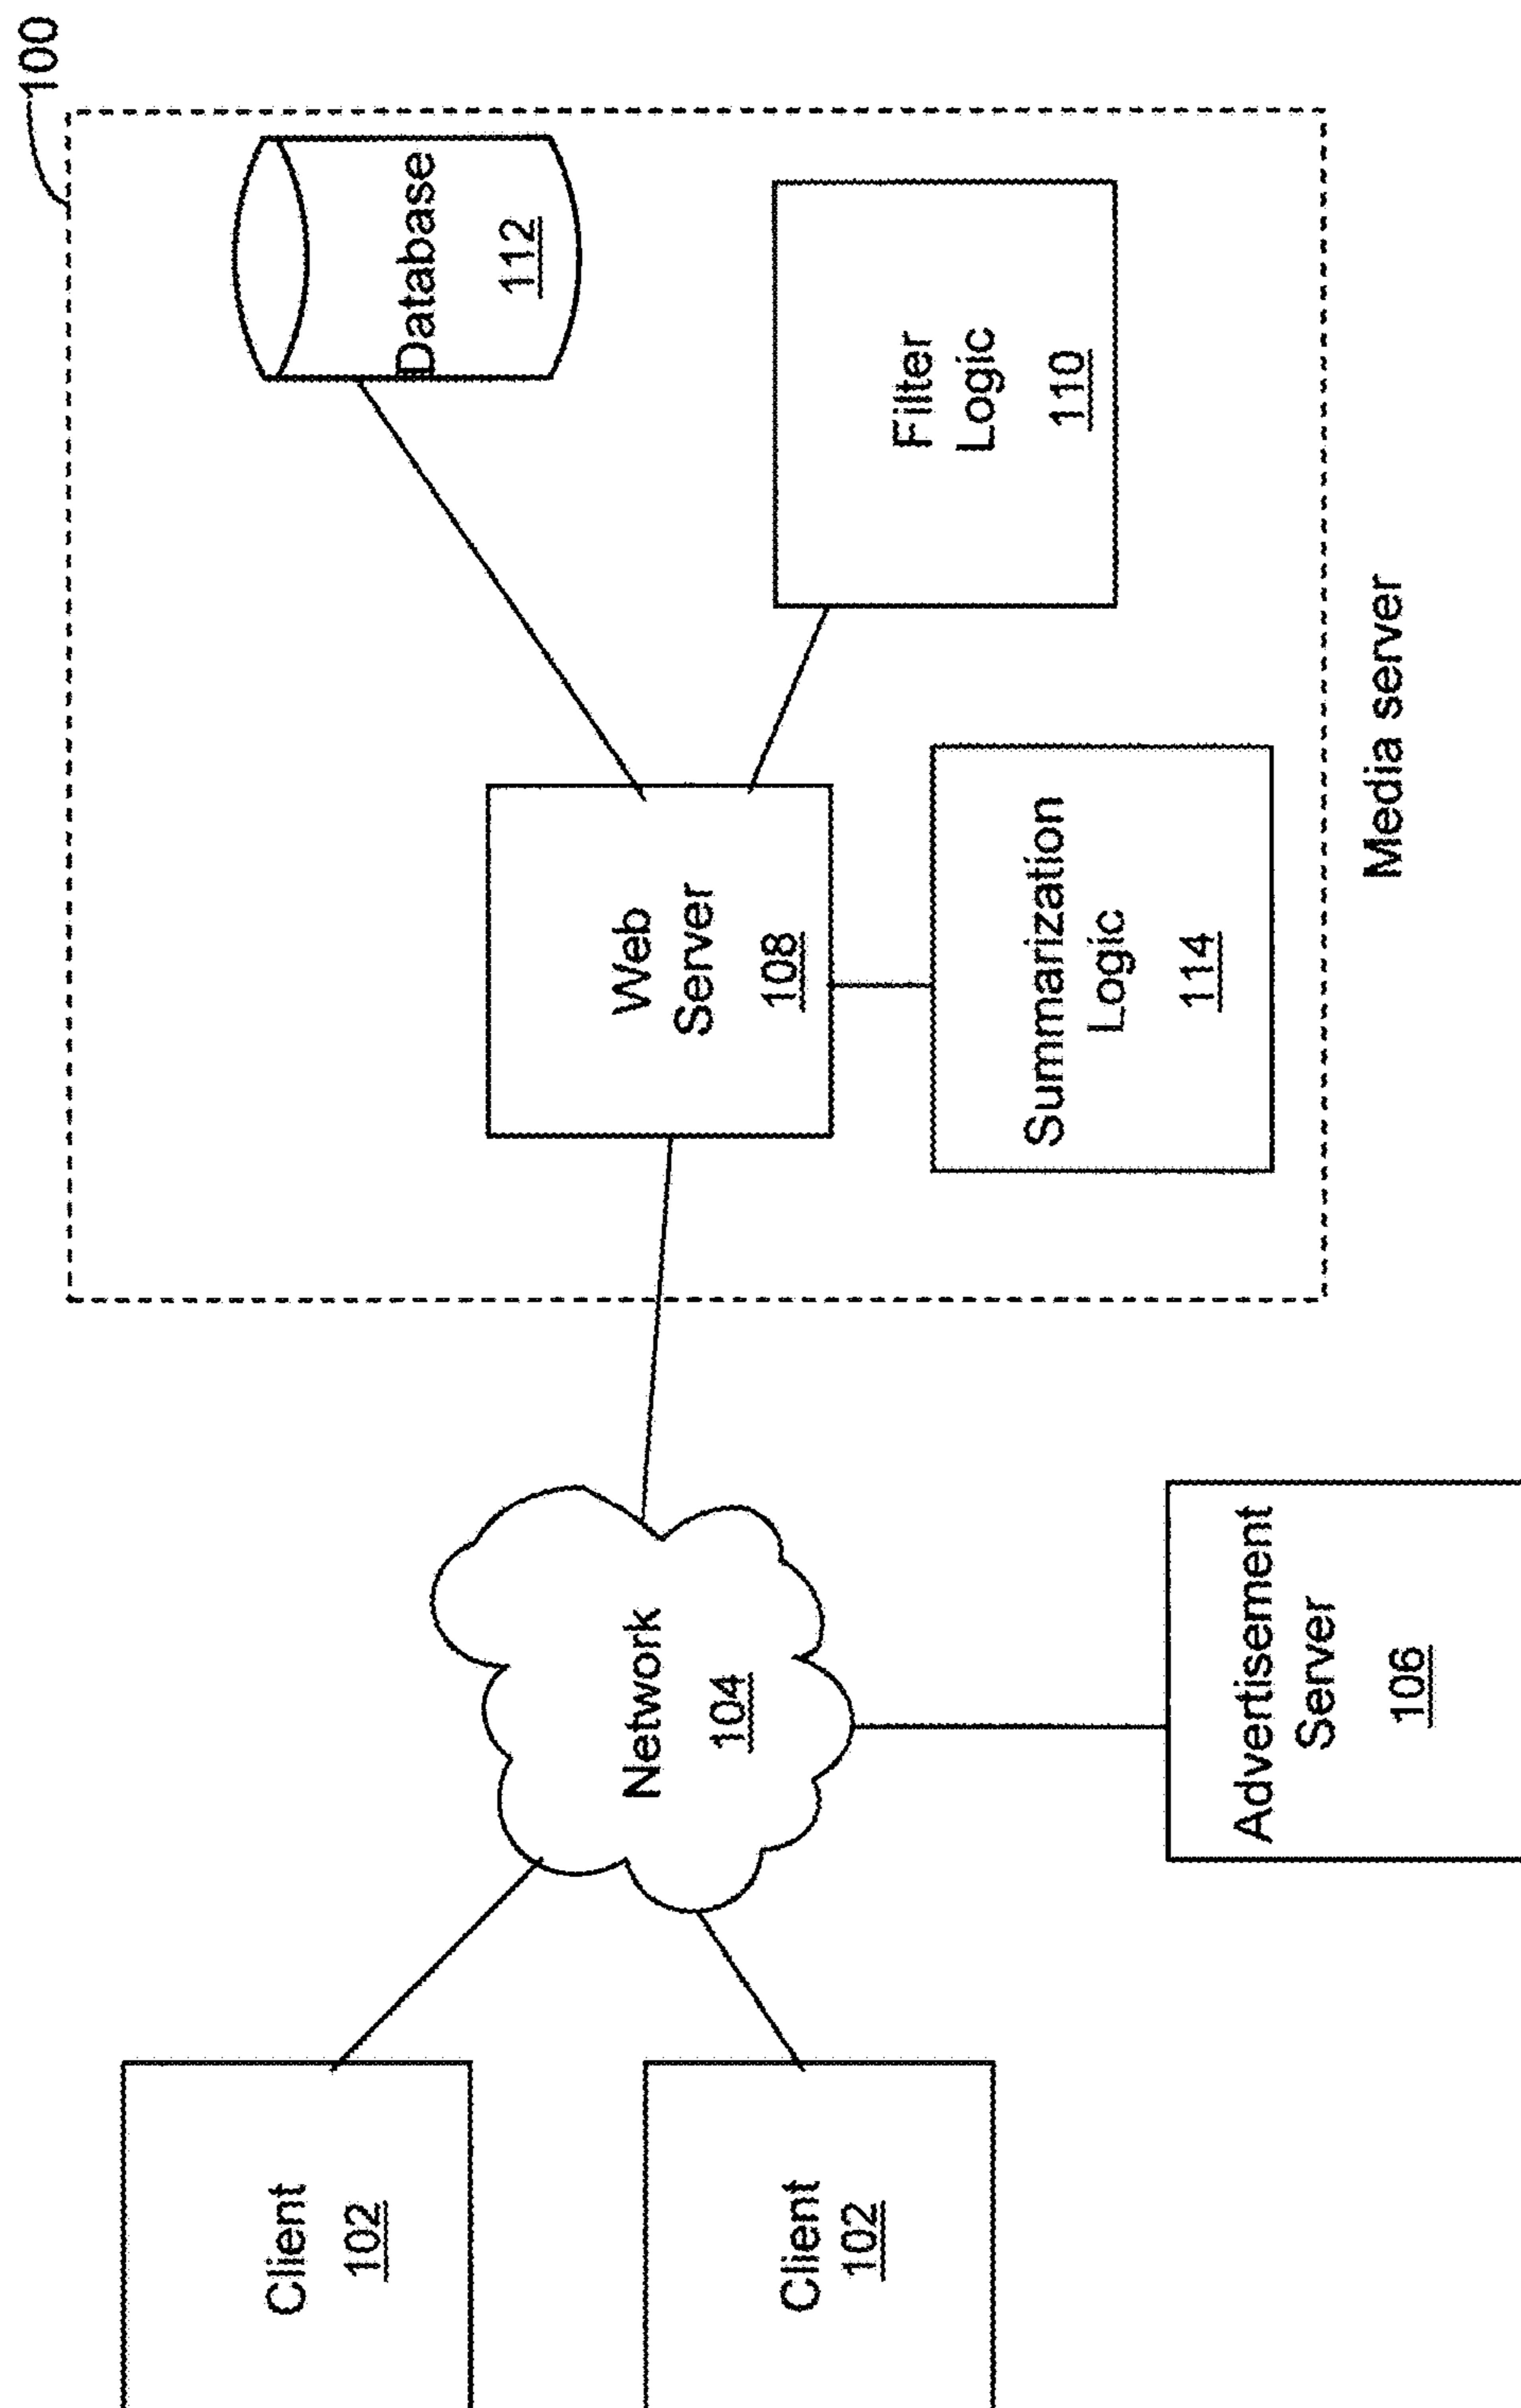 100
Client
102
Client
102
Network
104
Advertisement
Server
106
Web
Server
108
Summarization
Logic
114
Database
112
Filter
Logic
110
Media server